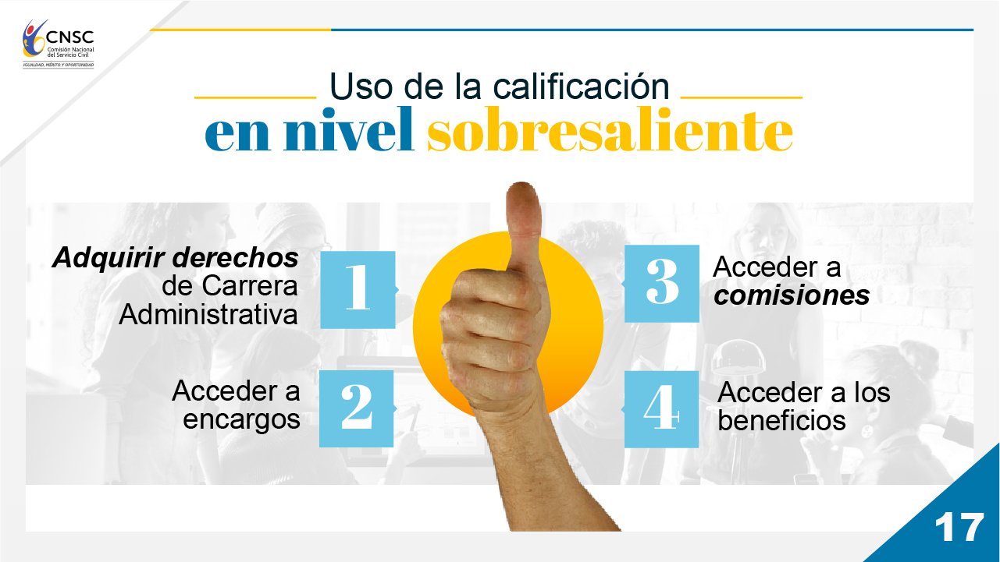 CNSC
Comisión Nacional
del Servicio Civil
IGUALDAD, MÉRITO Y OPORTUNIDAD
Uso de la calificación
en nivel sobresaliente
1
Adquirir derechos
de Carrera
Administrativa
2
Acceder a
encargos
3
Acceder a
comisiones
4
Acceder a los
beneficios
17